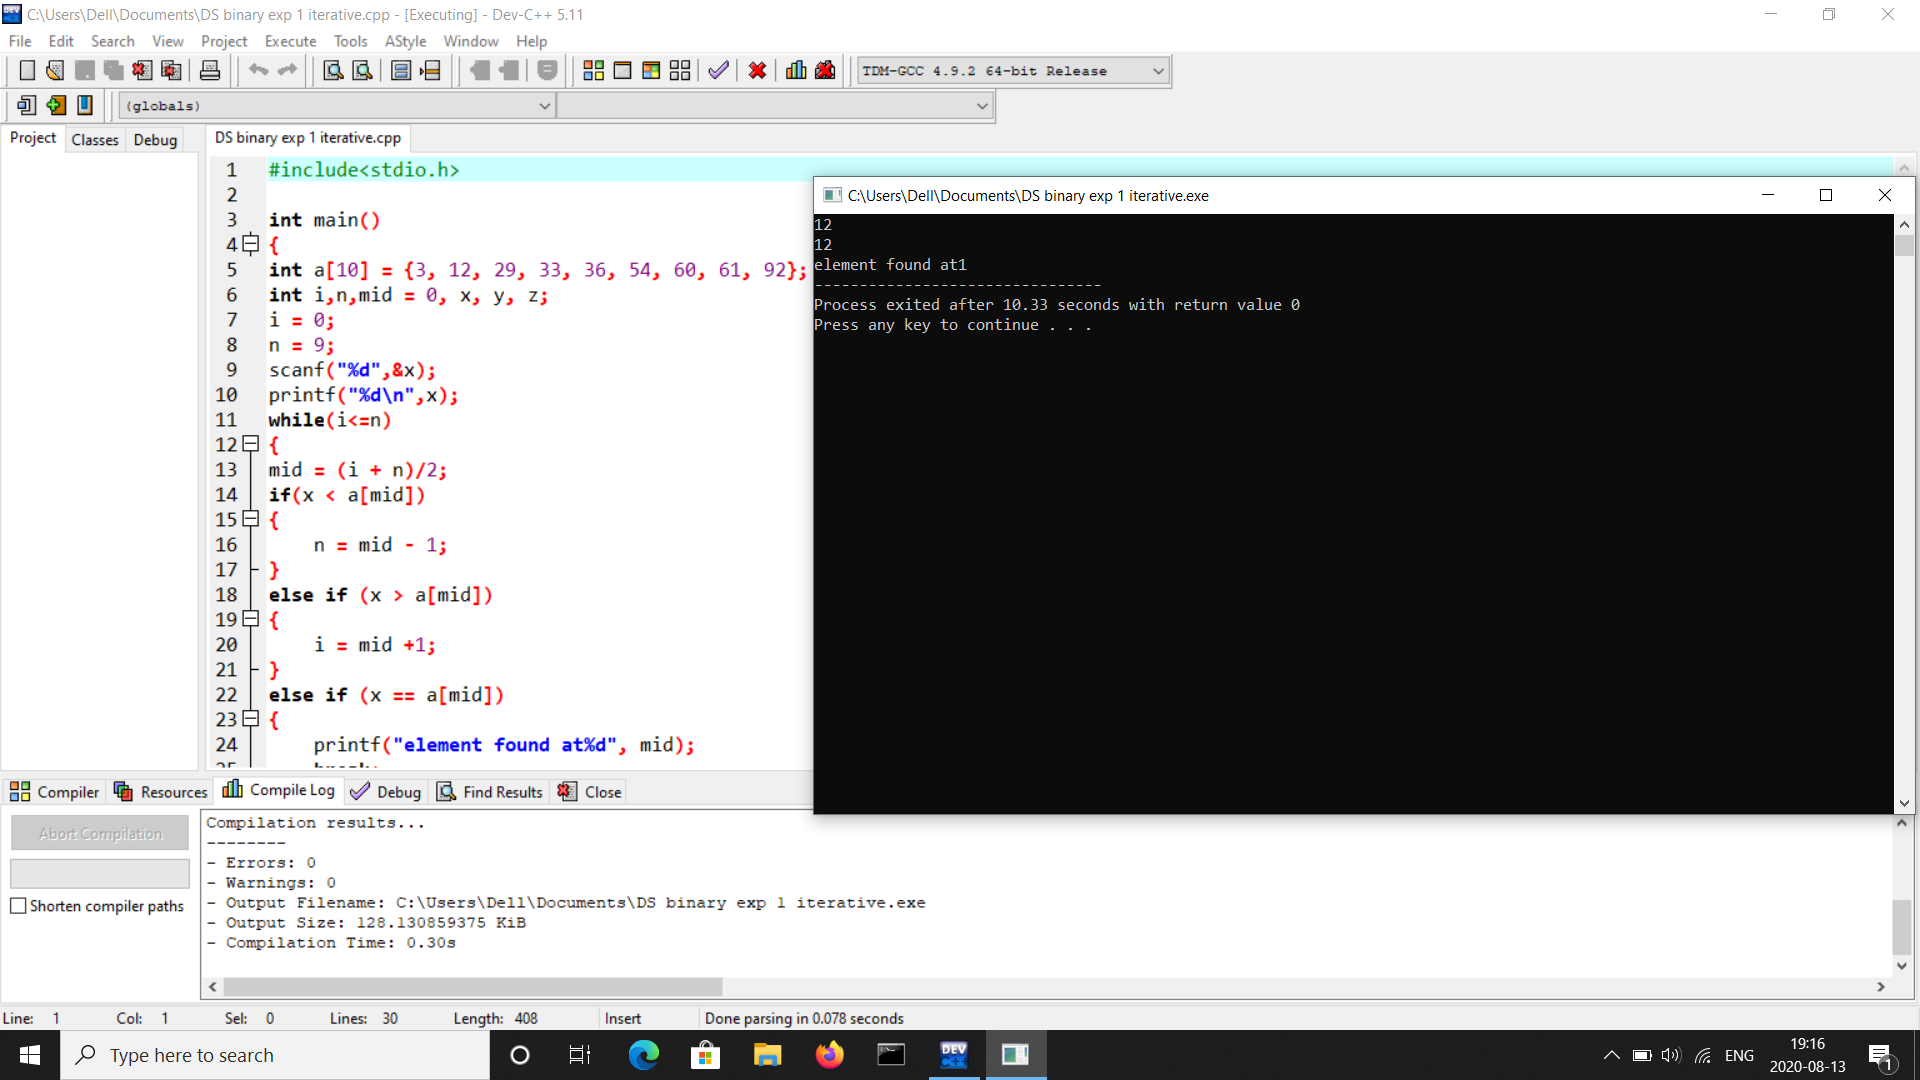 C:\Users\Dell\Documents\DS binary exp 1 iterative.cpp - [Executing] - Dev-C++ 5.11
File Edit Search View Project Execute Tools AStyle Window Help
TDM-GCC 4.9.2 64-bit Release
(globals)
Project Classes Debug
DS binary exp 1 iterative.cpp
1 #include<stdio.h>
2
3 int main()
4 {
5 int a[10] = {3, 12, 29, 33, 36, 54, 60, 61, 92};
6 int i,n,mid = 0, x, y, z;
7 i = 0;
8 n = 9;
9 scanf("%d",&x);
10 printf("%d\n",x);
11 while(i<=n)
12 {
13 mid = (i + n)/2;
14 if(x < a[mid])
15 {
16 n = mid - 1;
17 }
18 else if (x > a[mid])
19 {
20 i = mid +1;
21 }
22 else if (x == a[mid])
23 {
24 printf("element found at%d", mid);
C:\Users\Dell\Documents\DS binary exp 1 iterative.exe
12
12
element found at1
--------------------------------
Process exited after 10.33 seconds with return value 0
Press any key to continue . . .
Compiler Resources Compile Log Debug Find Results Close
Abort Compilation
Shorten compiler paths
Compilation results...
--------
- Errors: 0
- Warnings: 0
- Output Filename: C:\Users\Dell\Documents\DS binary exp 1 iterative.exe
- Output Size: 128.130859375 KiB
- Compilation Time: 0.30s
Line: 1 Col: 1 Sel: 0 Lines: 30 Length: 408 Insert Done parsing in 0.078 seconds
Type here to search
DEV C++
ENG
19:16
2020-08-13
1